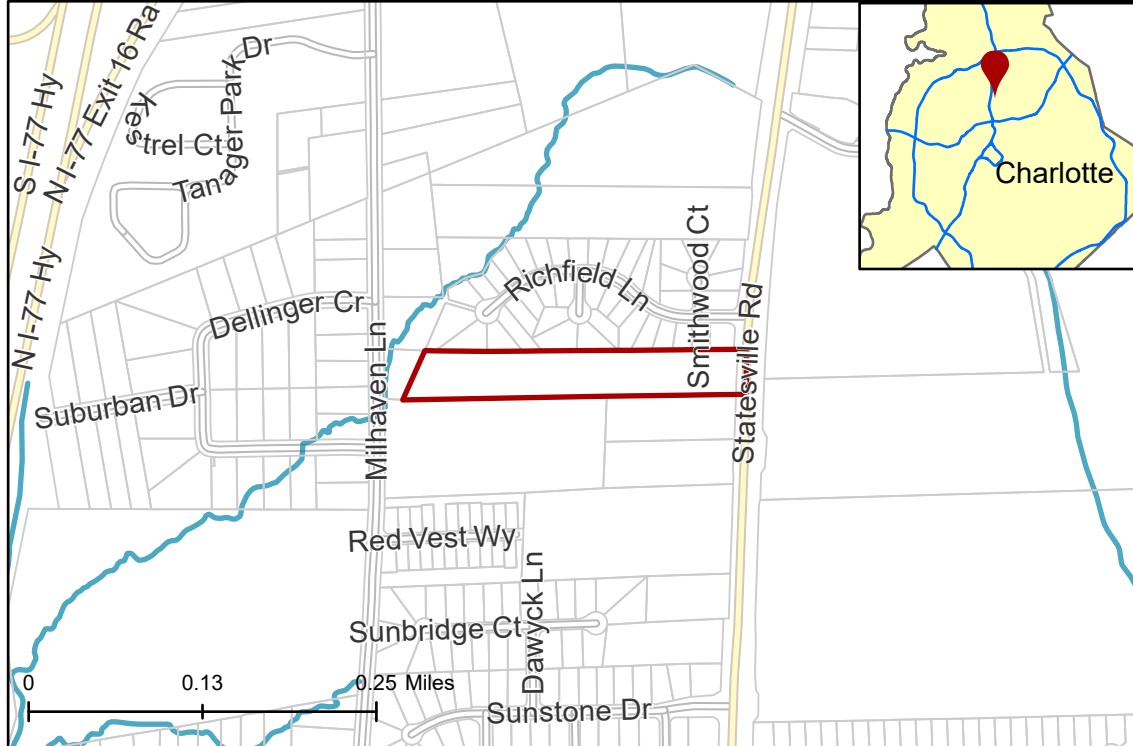 S I-77 Hy
N I-77 Exit 16 Ra
Kestrel Ct
Tanager Park Dr
Charlotte
N I-77 Hy
Dellinger Cr
Richfield Ln
Smithwood Ct
Suburban Dr
Milhaven Ln
Statesville Rd
Red Vest Wy
Sunbridge Ct
Dawyck Ln
Sunstone Dr
0 0.13 0.25 Miles